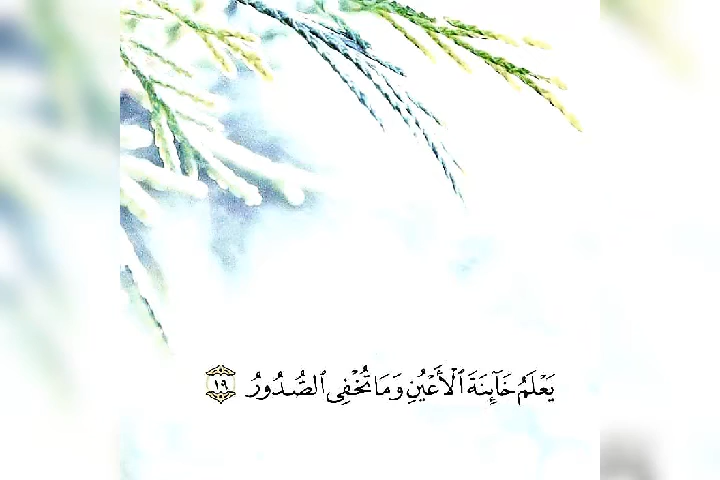 يَعْلَمُ خَآئِنَةَ ٱلْأَعْيُنِ وَمَا تُخْفِى ٱلصُّدُورُ ١٩